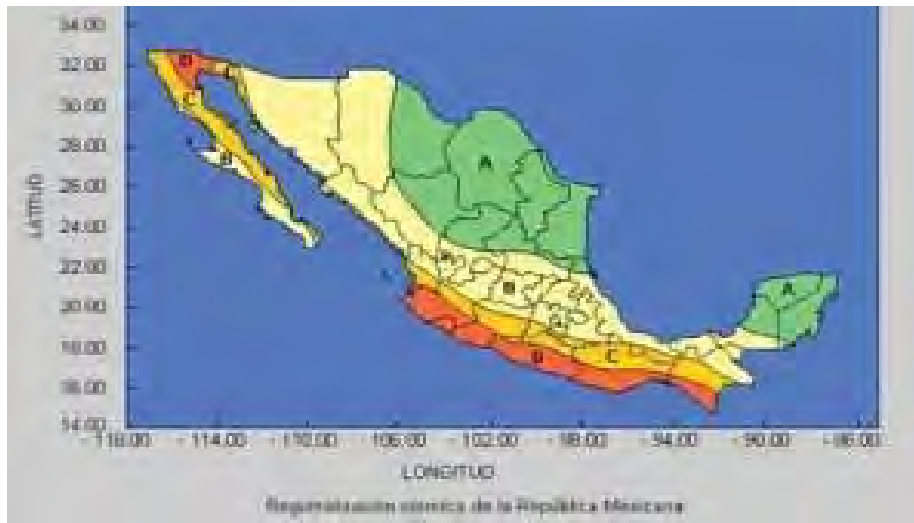 34.00
32.00
30.00
28.00
26.00
24.00
22.00
20.00
18.00
16.00
14.00
LATITUD
D
C
B
A
B
A
B
D
C
- 118.00 - 114.00 - 110.00 - 106.00 - 102.00 - 98.00 - 94.00 - 90.00 - 86.00
LONGITUD
Regionalización sísmica de la República Mexicana